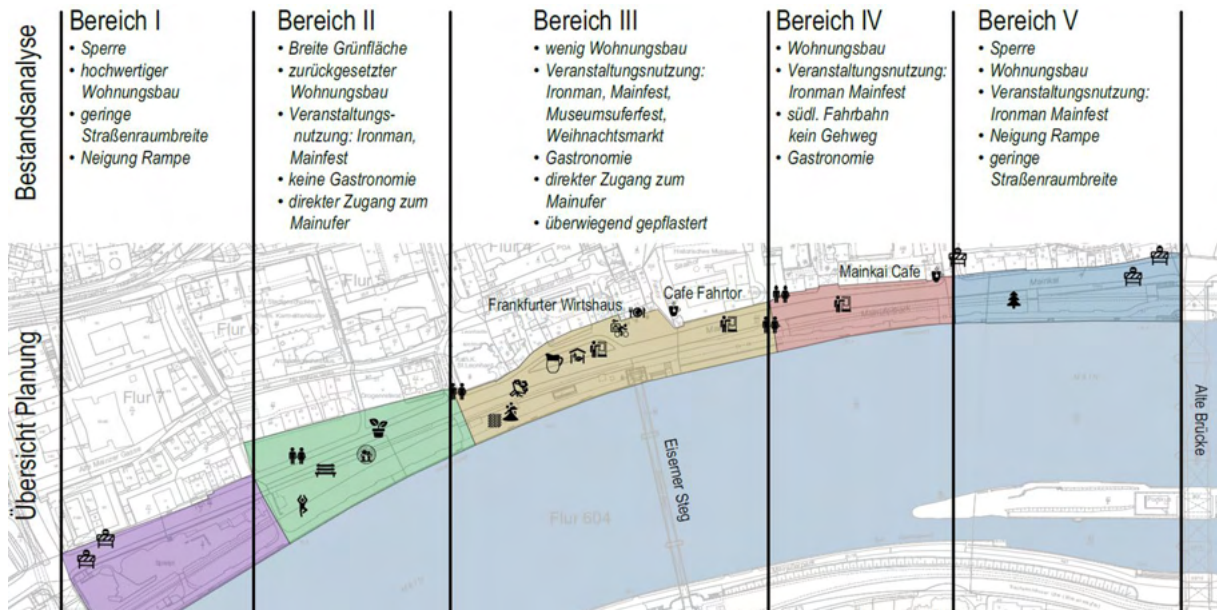 Bestandsanalyse
Bereich I
• Sperre
• hochwertiger
Wohnungsbau
• geringe
Straßenraumbreite
• Neigung Rampe
Bereich II
• Breite Grünfläche
• zurückgesetzter
Wohnungsbau
• Veranstaltungs-
nutzung: Ironman,
Mainfest
• keine Gastronomie
• direkter Zugang zum
Mainufer
Bereich III
• wenig Wohnungsbau
• Veranstaltungsnutzung:
Ironman, Mainfest,
Museumsuferfest,
Weihnachtsmarkt
• Gastronomie
• direkter Zugang zum
Mainufer
• überwiegend gepflastert
Bereich IV
• Wohnungsbau
• Veranstaltungsnutzung:
Ironman Mainfest
• südl. Fahrbahn
kein Gehweg
• Gastronomie
Bereich V
• Sperre
• Wohnungsbau
• Veranstaltungsnutzung:
Ironman Mainfest
• Neigung Rampe
• geringe
Straßenraumbreite
Übersicht Planung
Flur 4
Flur 5
Flur 6
Flur 7
Frankfurter Wirtshaus
Cafe Fahrtor
Mainkai Cafe
Mainkai
Eiserner Steg
Alte Brücke
Flur 604